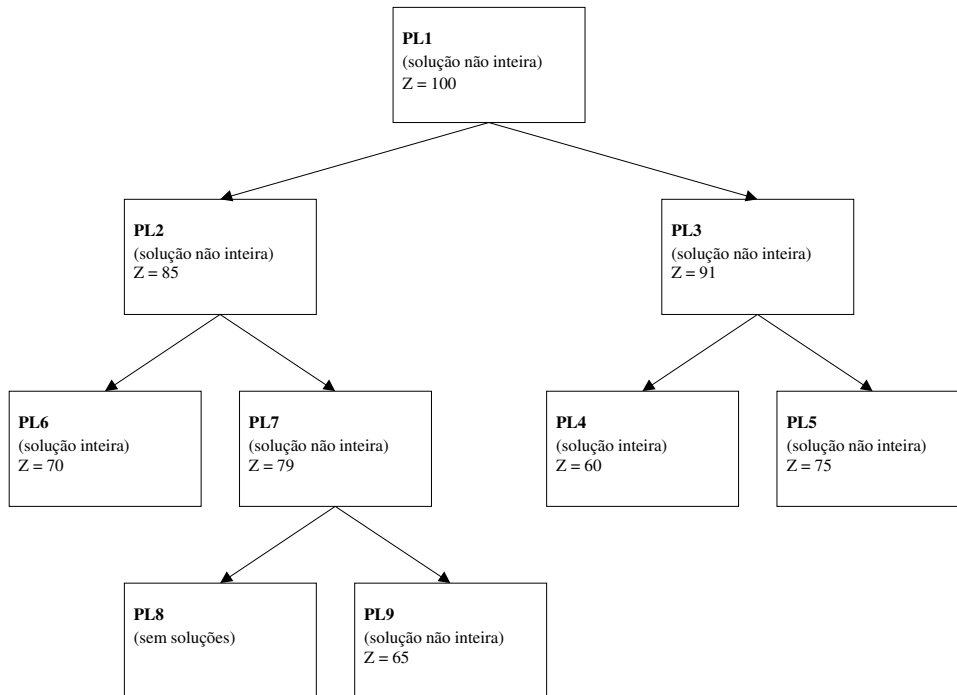 PL1
(solução não inteira)
Z = 100
PL2
(solução não inteira)
Z = 85
PL3
(solução não inteira)
Z = 91
PL6
(solução inteira)
Z = 70
PL7
(solução não inteira)
Z = 79
PL4
(solução inteira)
Z = 60
PL5
(solução não inteira)
Z = 75
PL8
(sem soluções)
PL9
(solução não inteira)
Z = 65